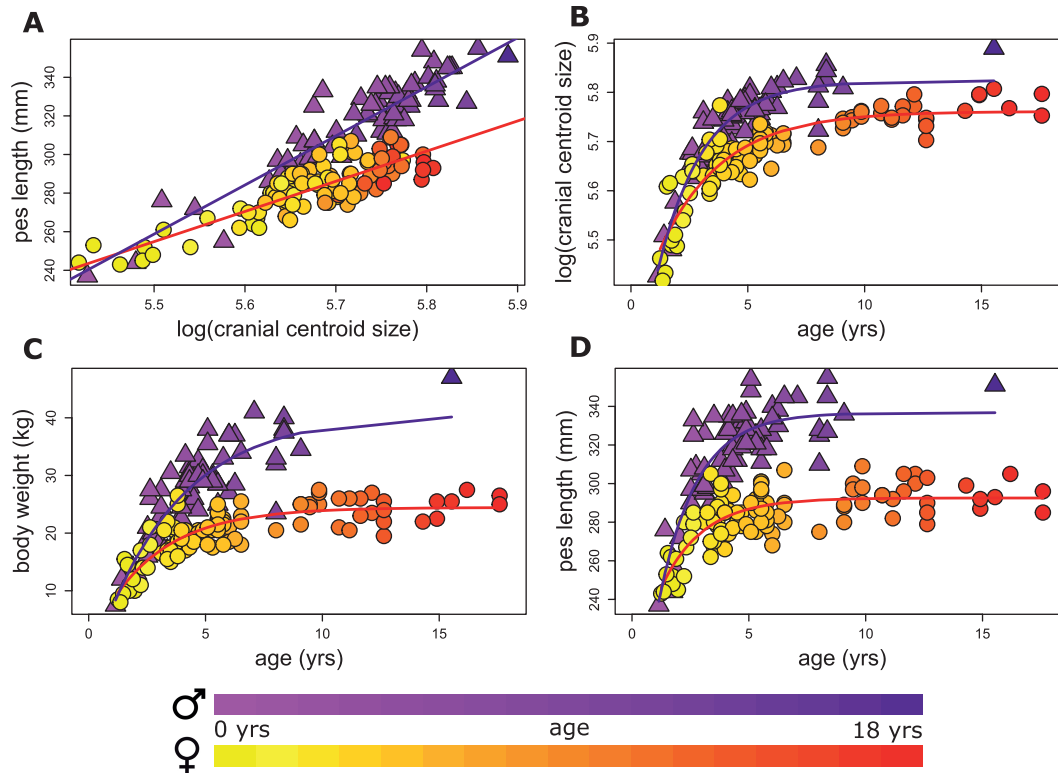 A
pes length (mm)
240 260 280 300 320 340
5.5 5.6 5.7 5.8 5.9
log(cranial centroid size)
B
log(cranial centroid size)
5.5 5.6 5.7 5.8 5.9
0 5 10 15
age (yrs)
C
body weight (kg)
10 20 30 40
0 5 10 15
age (yrs)
D
pes length (mm)
240 260 280 300 320 340
0 5 10 15
age (yrs)
♂
0 yrs age 18 yrs
♀